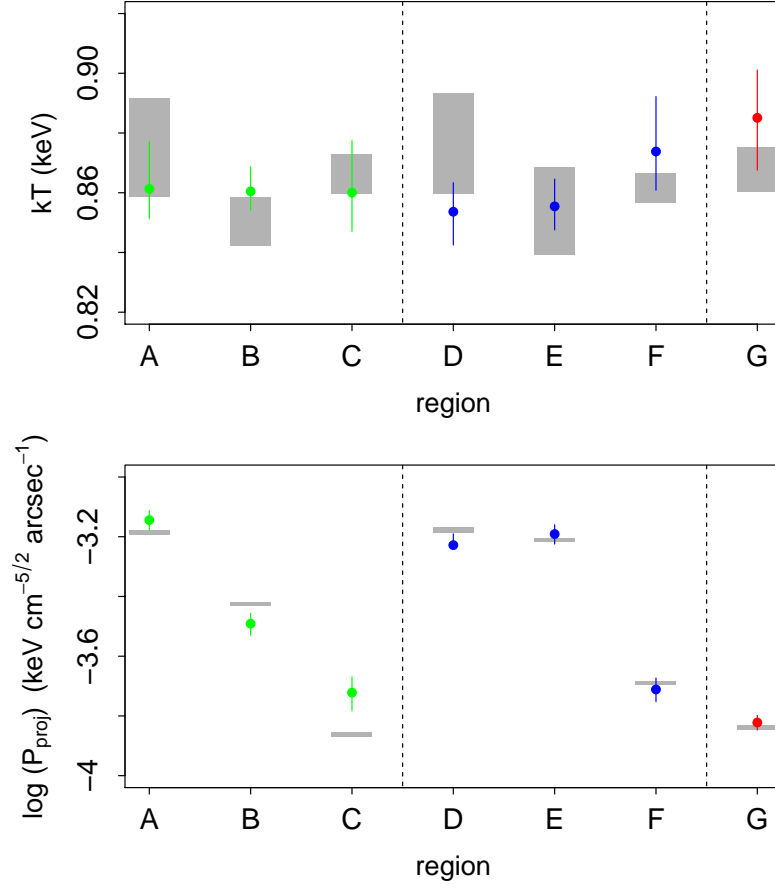 kT (keV)
0.90
0.86
0.82
A B C D E F G
region
log (P_proj) (keV cm^−5/2 arcsec^−1)
−3.2
−3.6
−4
A B C D E F G
region